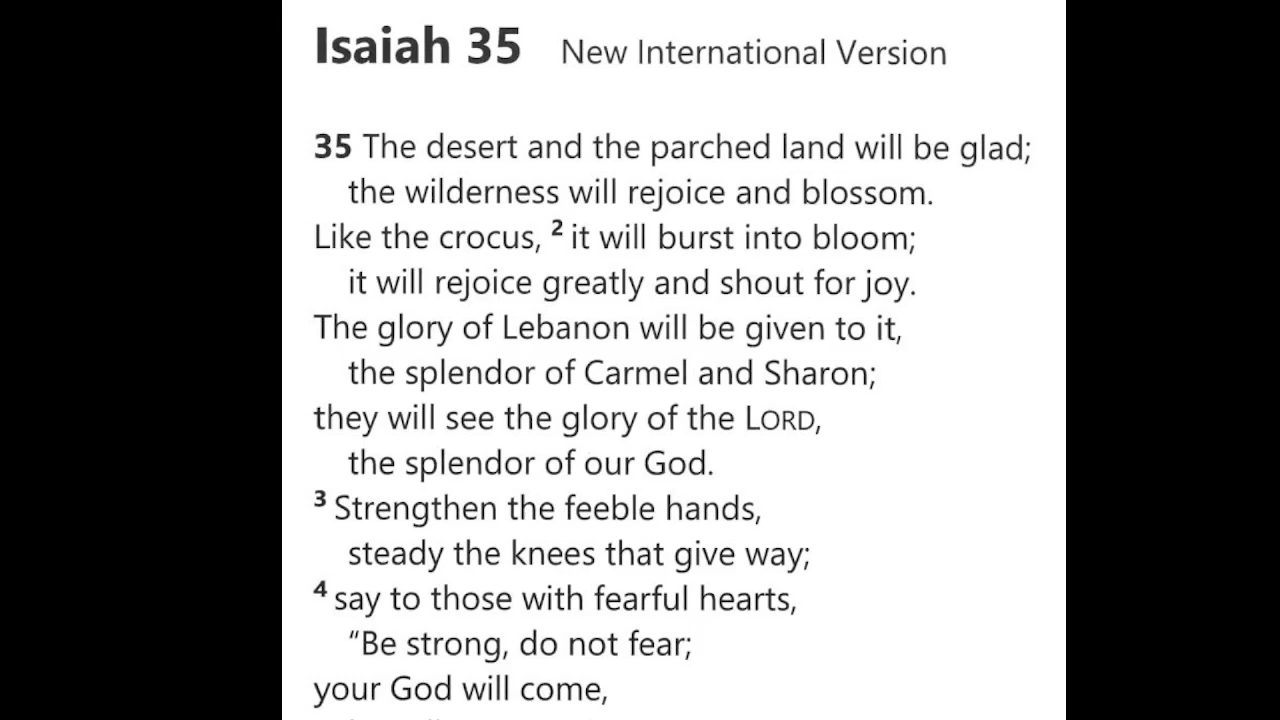 Isaiah 35 New International Version
35 The desert and the parched land will be glad;
the wilderness will rejoice and blossom.
Like the crocus, 2 it will burst into bloom;
it will rejoice greatly and shout for joy.
The glory of Lebanon will be given to it,
the splendor of Carmel and Sharon;
they will see the glory of the LORD,
the splendor of our God.
3 Strengthen the feeble hands,
steady the knees that give way;
4 say to those with fearful hearts,
“Be strong, do not fear;
your God will come,